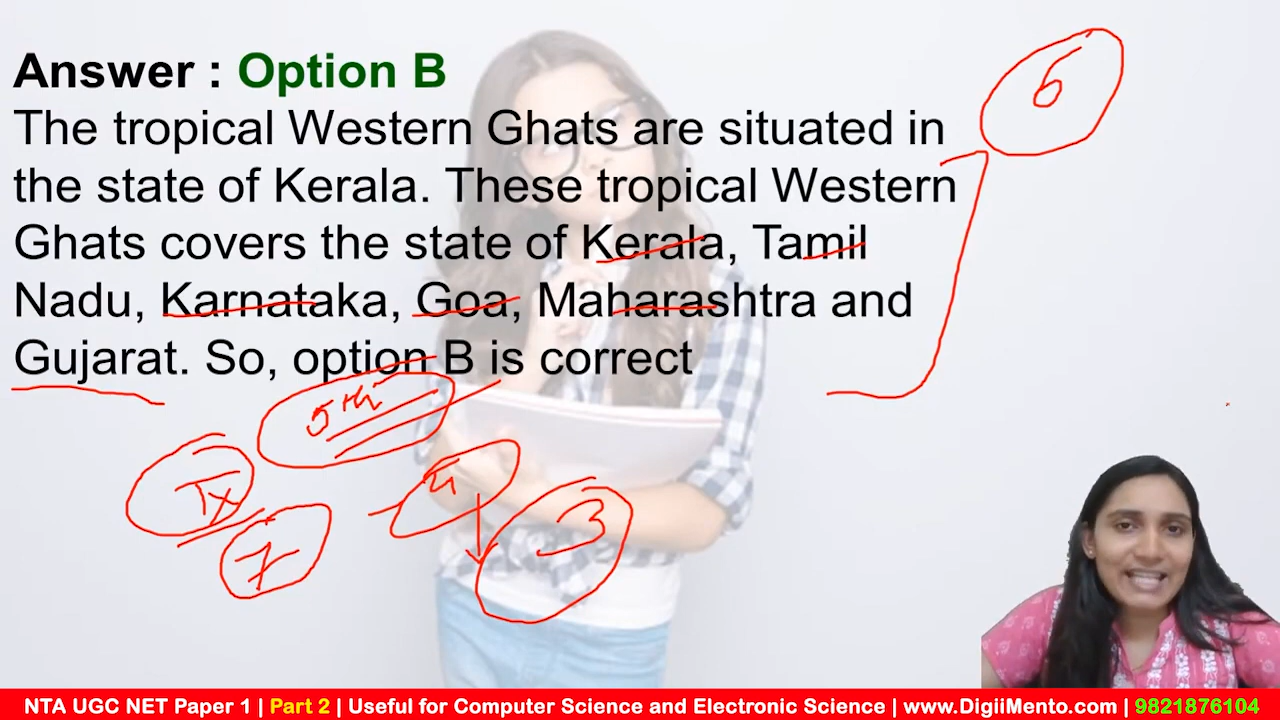 Answer : Option B
The tropical Western Ghats are situated in
the state of Kerala. These tropical Western
Ghats covers the state of Kerala, Tamil
Nadu, Karnataka, Goa, Maharashtra and
Gujarat. So, option B is correct
6
5th
3
7
NTA UGC NET Paper 1 | Part 2 | Useful for Computer Science and Electronic Science | www.DigiiMento.com | 9821876104